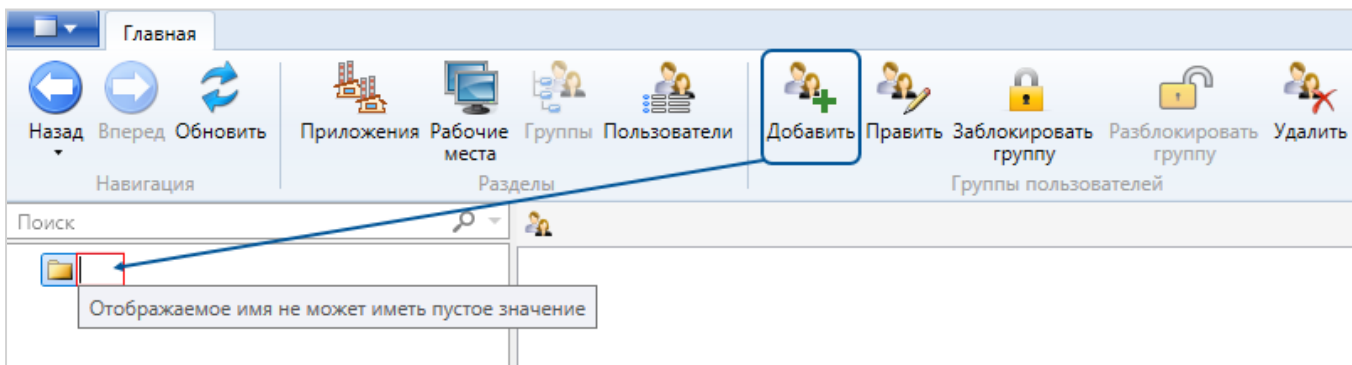 Главная
Назад Вперед Обновить Приложения Рабочие места Группы Пользователи Добавить Править Заблокировать группу Разблокировать группу Удалить
Навигация Разделы Группы пользователей
Поиск
Отображаемое имя не может иметь пустое значение